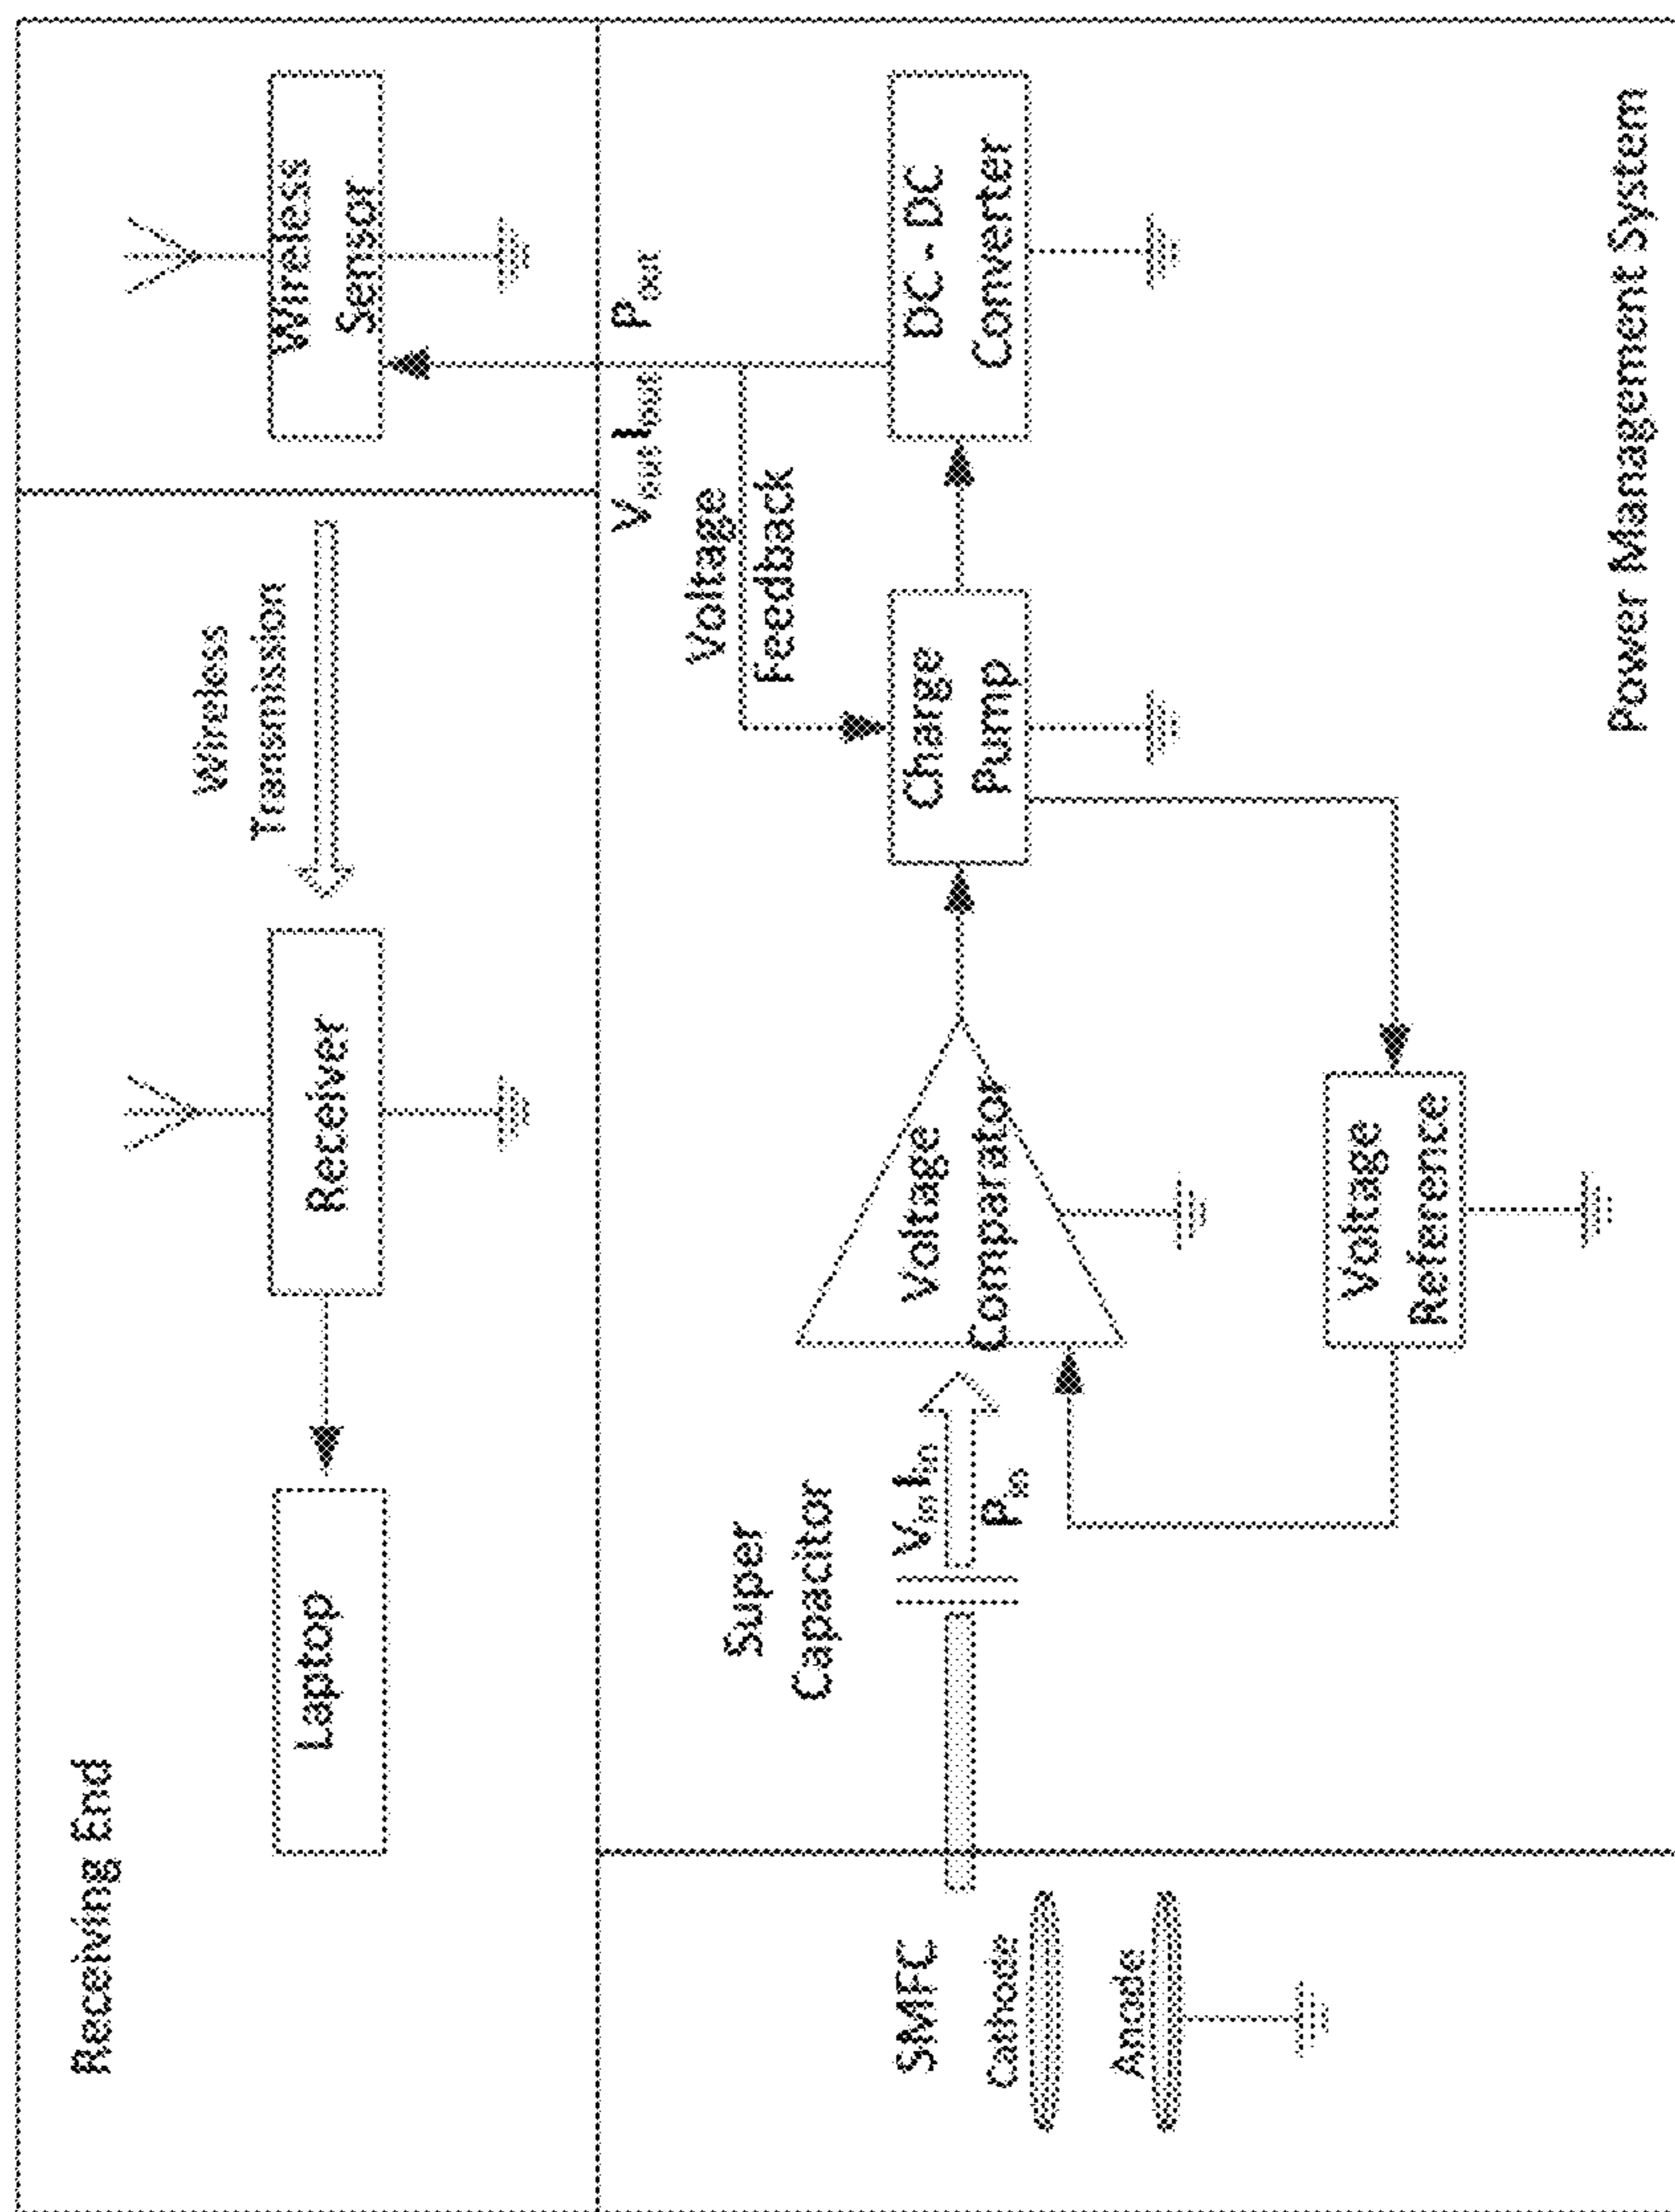 Receiving End
Laptop
Receiver
Wireless
Transmission
Wireless
Sensor
SMFC
Cathode
Anode
Super
Capacitor
Vin Iin
Pin
Voltage
Comparator
Voltage
Reference
Charge
Pump
Voltage
Feedback
Vout Iout
Pout
DC - DC
Converter
Power Management System